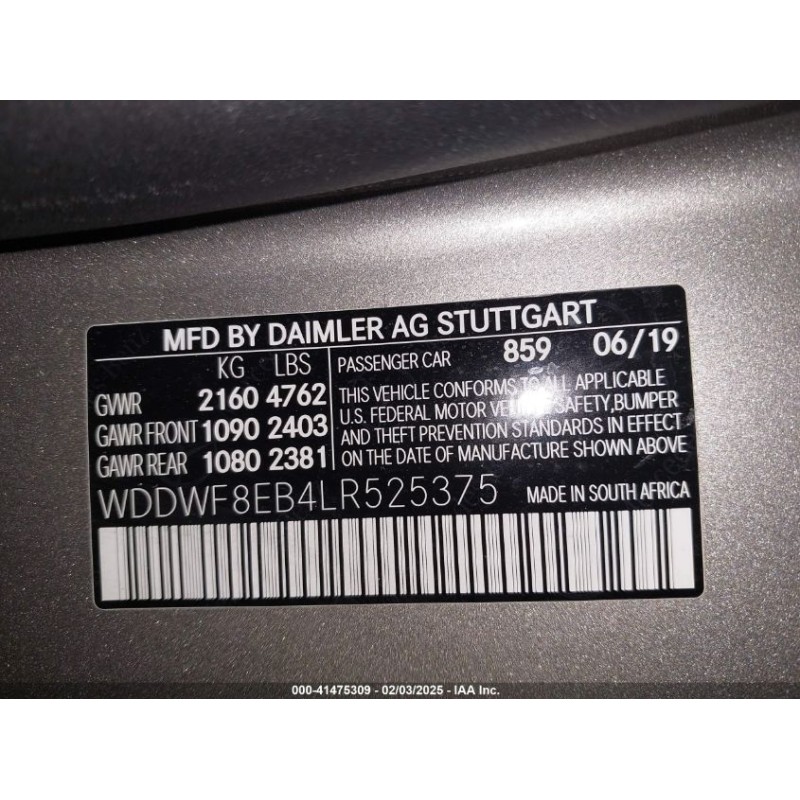 MFD BY DAIMLER AG STUTTGART
KG LBS
GWR 2160 4762
GAWR FRONT 1090 2403
GAWR REAR 1080 2381
PASSENGER CAR 859 06/19
THIS VEHICLE CONFORMS TO ALL APPLICABLE
U.S. FEDERAL MOTOR VEHICLE SAFETY, BUMPER
AND THEFT PREVENTION STANDARDS IN EFFECT
ON THE DATE OF MANUFACTURE SHOWN ABOVE
WDDWF8EB4LR525375 MADE IN SOUTH AFRICA
000-41475309 - 02/03/2025 - IAA Inc.